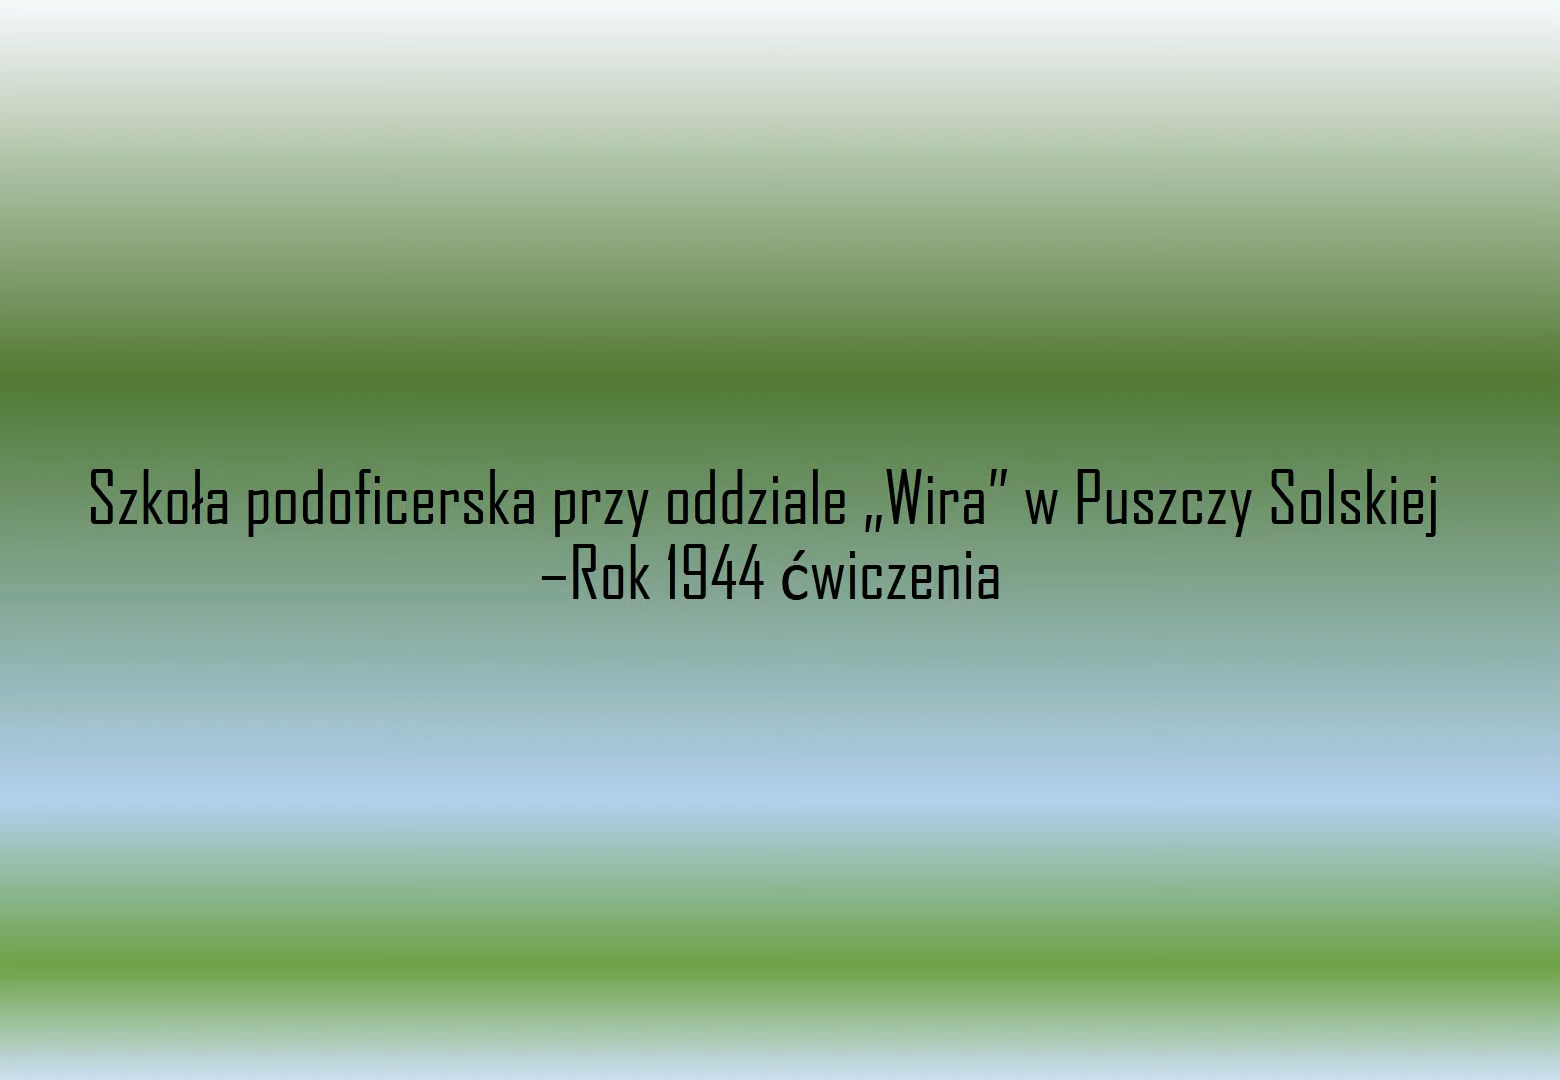 Szkoła podoficerska przy oddziale „Wira” w Puszczy Solskiej
–Rok 1944 ćwiczenia